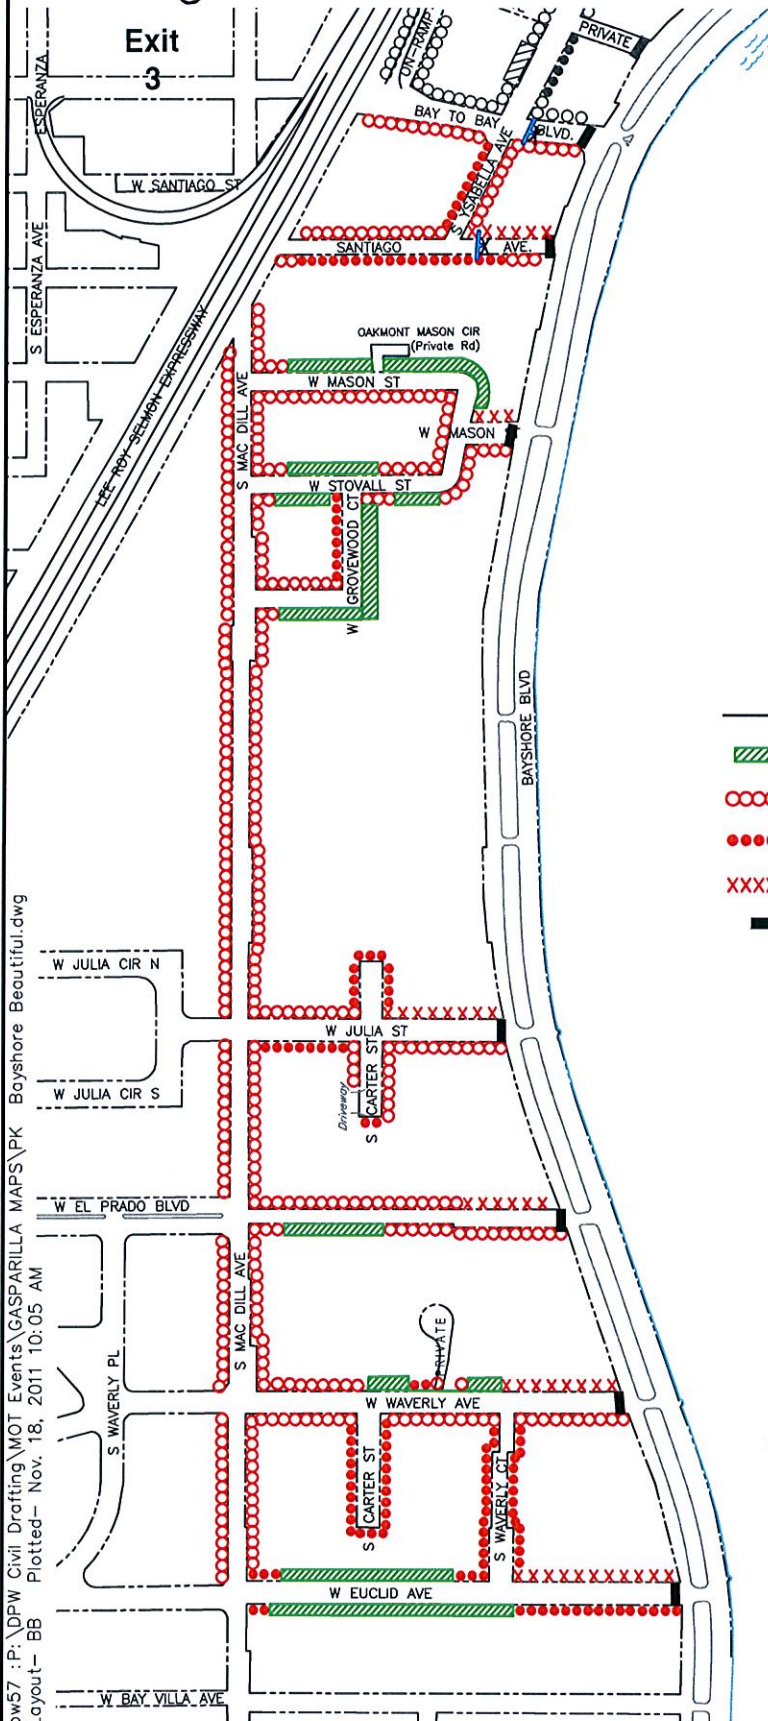 Exit
3
ESPERANZA
ON-RAMP
PRIVATE
BAY TO BAY
BLVD.
W SANTIAGO ST
S YSABELLA AVE
SANTIAGO
AVE.
S ESPERANZA AVE
LEE ROY SELMON EXPRESSWAY
OAKMONT MASON CIR
(Private Rd)
W MASON ST
S MAC DILL AVE
W MASON
W STOVALL ST
W GROVEWOOD CT
BAYSHORE BLVD
W JULIA CIR N
W JULIA ST
S CARTER ST
Driveway
W JULIA CIR S
W EL PRADO BLVD
S MAC DILL AVE
PRIVATE
S WAVERLY PL
W WAVERLY AVE
S CARTER ST
S WAVERLY CT
W EUCLID AVE
W BAY VILLA AVE
ow57 :P:\DPW Civil Drafting\MOT Events\GASPARILLA MAPS\PK Bayshore Beautiful.dwg
ayout- BB Plotted- Nov. 18, 2011 10:05 AM